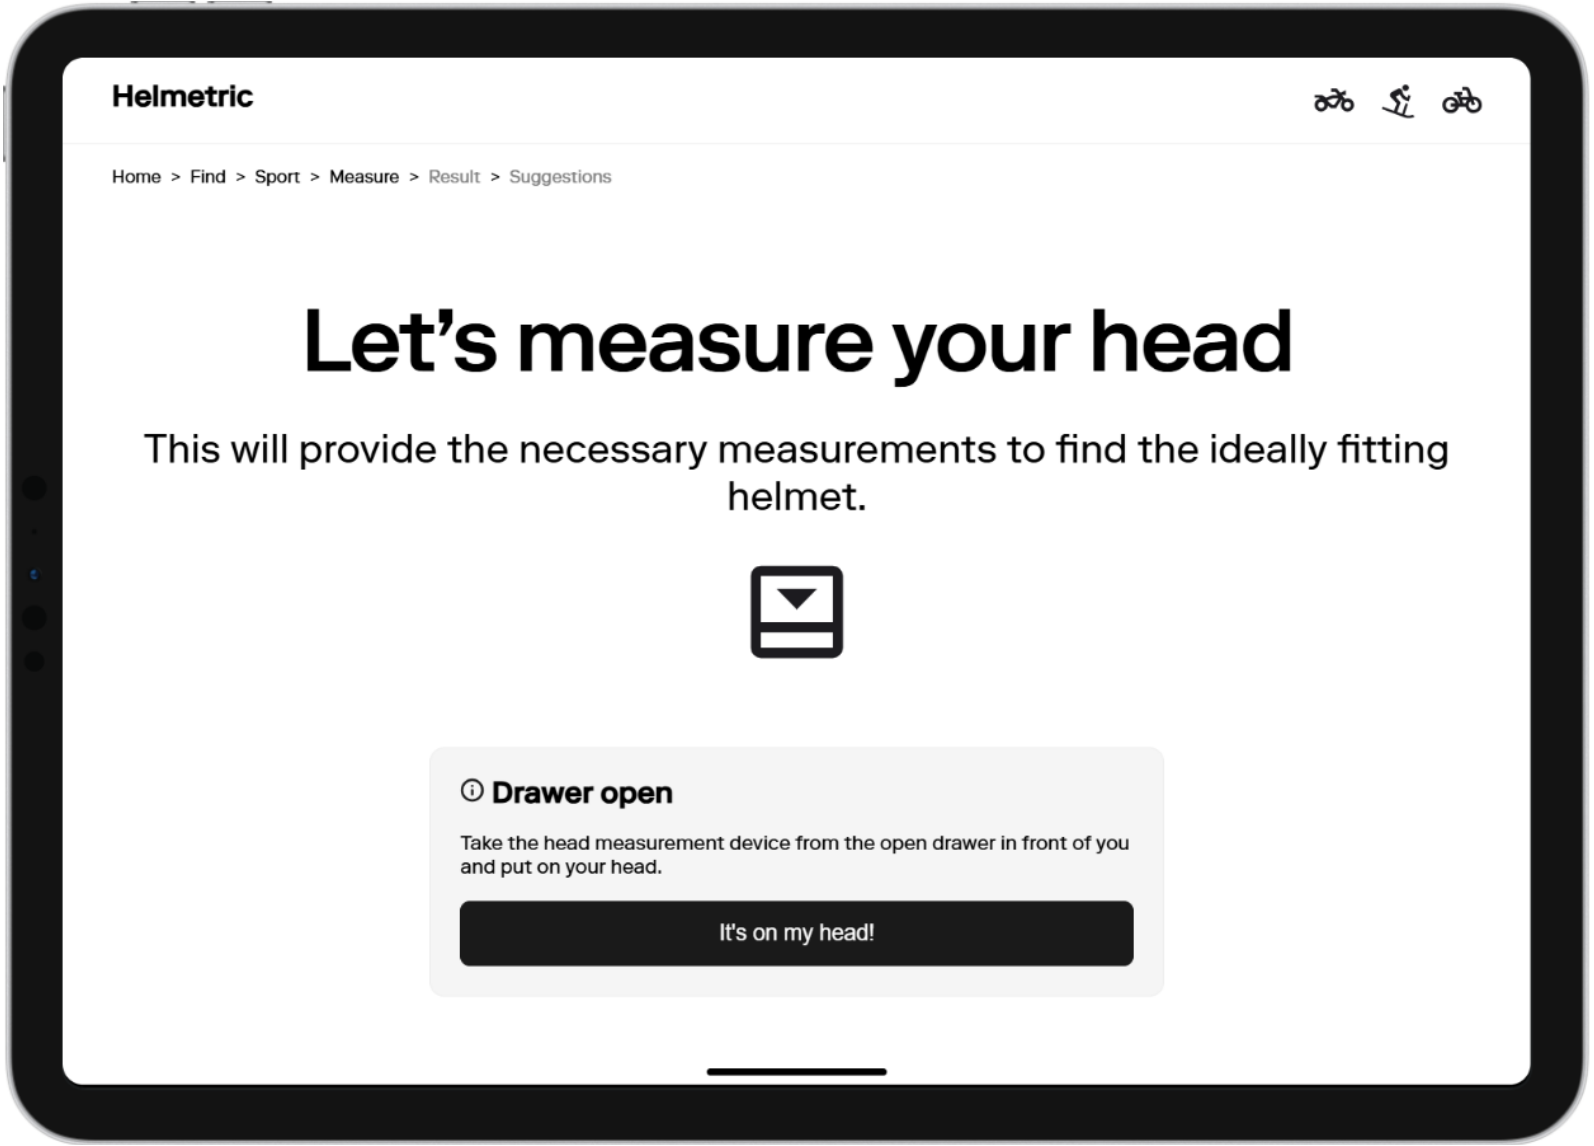 Helmetric
Home > Find > Sport > Measure > Result > Suggestions
Let’s measure your head
This will provide the necessary measurements to find the ideally fitting
helmet.
Drawer open
Take the head measurement device from the open drawer in front of you
and put on your head.
It's on my head!